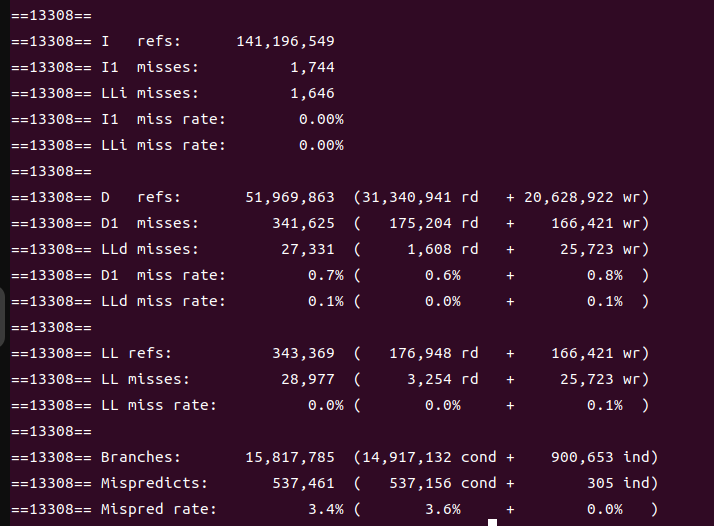 ==13308==
==13308== I   refs:      141,196,549
==13308== I1  misses:          1,744
==13308== LLi misses:          1,646
==13308== I1  miss rate:        0.00%
==13308== LLi miss rate:        0.00%
==13308==
==13308== D   refs:       51,969,863  (31,340,941 rd   + 20,628,922 wr)
==13308== D1  misses:        341,625  (   175,204 rd   +    166,421 wr)
==13308== LLd misses:         27,331  (     1,608 rd   +     25,723 wr)
==13308== D1  miss rate:         0.7% (       0.6%     +        0.8%  )
==13308== LLd miss rate:         0.1% (       0.0%     +        0.1%  )
==13308==
==13308== LL refs:           343,369  (   176,948 rd   +    166,421 wr)
==13308== LL misses:          28,977  (     3,254 rd   +     25,723 wr)
==13308== LL miss rate:          0.0% (       0.0%     +        0.1%  )
==13308==
==13308== Branches:       15,817,785  (14,917,132 cond +    900,653 ind)
==13308== Mispredicts:       537,461  (   537,156 cond +        305 ind)
==13308== Mispred rate:          3.4% (       3.6%     +        0.0%   )